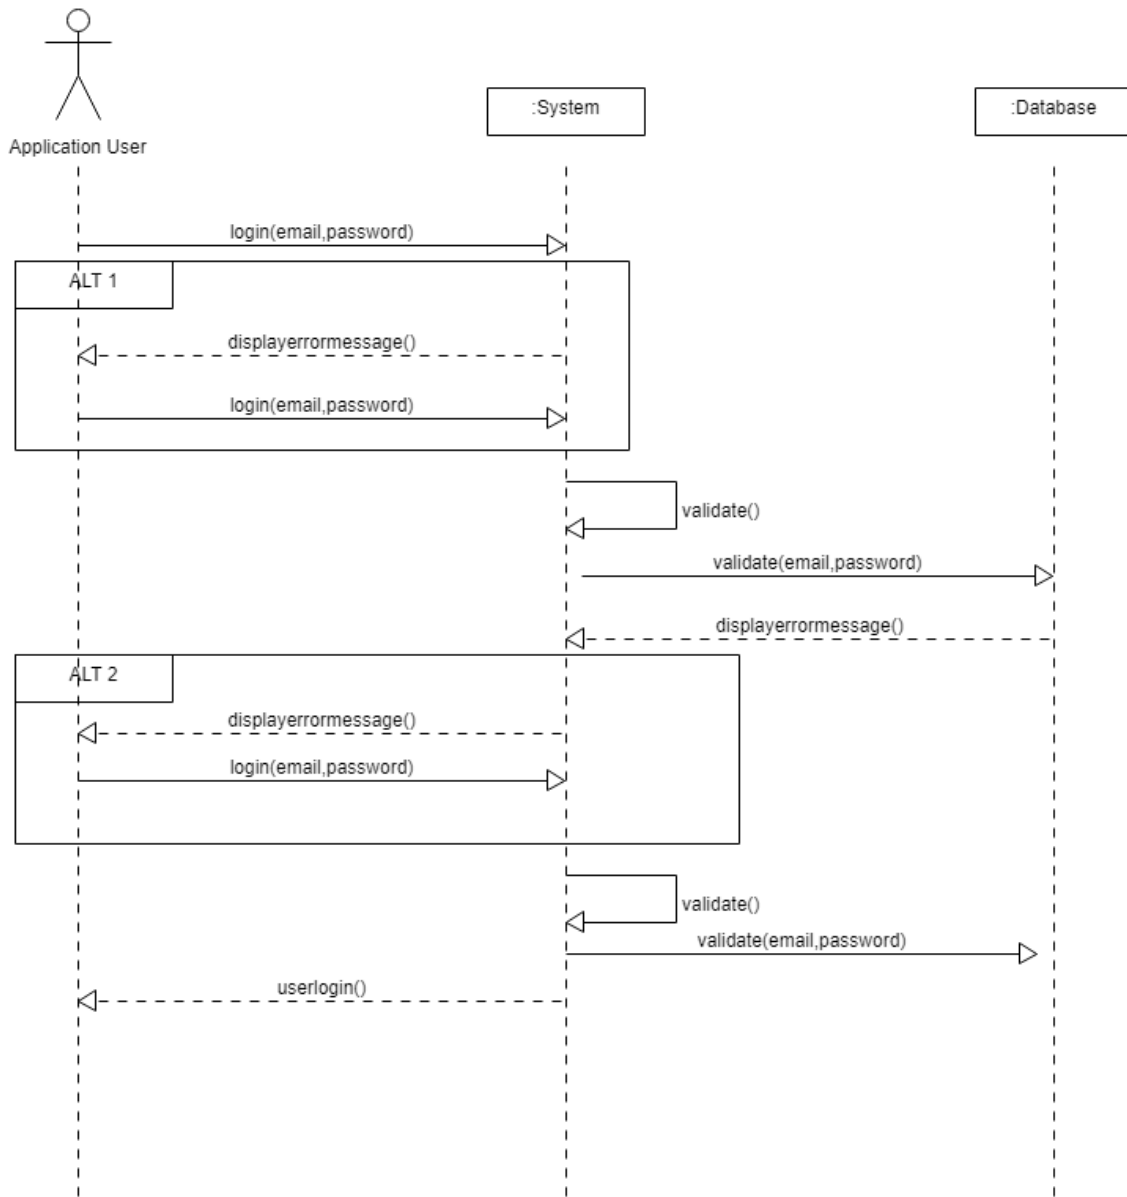 :System
:Database
Application User
login(email,password)
ALT 1
displayerrormessage()
login(email,password)
validate()
validate(email,password)
displayerrormessage()
ALT 2
displayerrormessage()
login(email,password)
validate()
validate(email,password)
userlogin()